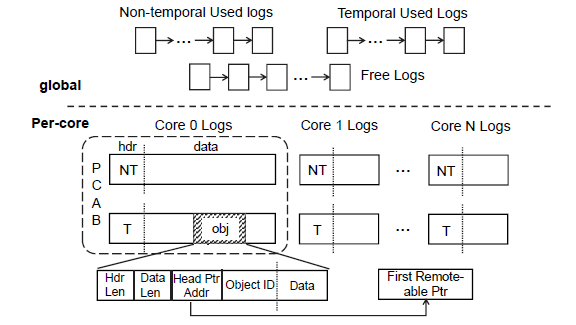 Non-temporal Used logs
Temporal Used Logs
...
...
...
Free Logs
global
Per-core
Core 0 Logs
Core 1 Logs
Core N Logs
hdr
data
P
C
A
B
NT
NT
...
NT
T
obj
T
...
T
Hdr Len
Data Len
Head Ptr Addr
Object ID
Data
First Remote-
able Ptr